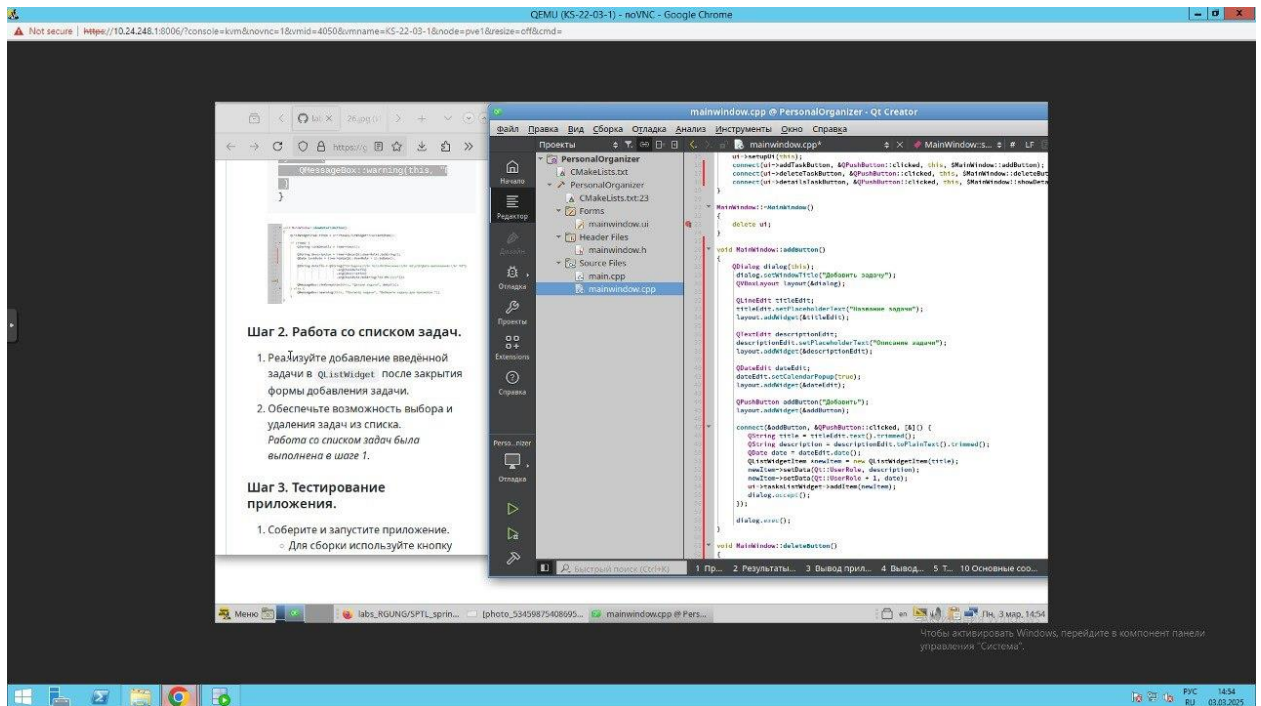 QEMU (KS-22-03-1) - noVNC - Google Chrome
Not secure | https://10.24.248.1:8006/?console=kvm&novnc=1&vmid=4050&vmname=KS-22-03-1&node=pve1&resize=off&cmd=
26.jpg
https://g
QMessageBox::warning(this, "
}
Шаг 2. Работа со списком задач.
1. Реализуйте добавление введённой
задачи в QListWidget после закрытия
формы добавления задачи.
2. Обеспечьте возможность выбора и
удаления задач из списка.
Работа со списком задач была
выполнена в шаге 1.
Шаг 3. Тестирование
приложения.
1. Соберите и запустите приложение.
Для сборки используйте кнопку
mainwindow.cpp @ PersonalOrganizer - Qt Creator
Файл Правка Вид Сборка Отладка Анализ Инструменты Окно Справка
Проекты
mainwindow.cpp*
MainWindow::s...
# LF
Начало
Редактор
Дизайн
Отладка
Проекты
Extensions
Справка
Perso...nizer
Отладка
PersonalOrganizer
CMakeLists.txt
PersonalOrganizer
CMakeLists.txt:23
Forms
mainwindow.ui
Header Files
mainwindow.h
Source Files
main.cpp
mainwindow.cpp
ui->setupUi(this);
connect(ui->addTaskButton, &QPushButton::clicked, this, $MainWindow::addButton);
connect(ui->deleteTaskButton, &QPushButton::clicked, this, $MainWindow::deleteBut
connect(ui->detailsTaskButton, &QPushButton::clicked, this, $MainWindow::showDeta
}
MainWindow::~MainWindow()
{
delete ui;
}
void MainWindow::addButton()
{
QDialog dialog(this);
dialog.setWindowTitle("Добавить задачу");
QVBoxLayout layout(&dialog);
QLineEdit titleEdit;
titleEdit.setPlaceholderText("Название задачи");
layout.addWidget(&titleEdit);
QTextEdit descriptionEdit;
descriptionEdit.setPlaceholderText("Описание задачи");
layout.addWidget(&descriptionEdit);
QDateEdit dateEdit;
dateEdit.setCalendarPopup(true);
layout.addWidget(&dateEdit);
QPushButton addButton("Добавить");
layout.addWidget(&addButton);
connect(&addButton, &QPushButton::clicked, [&]() {
QString title = titleEdit.text().trimmed();
QString description = descriptionEdit.toPlainText().trimmed();
QDate date = dateEdit.date();
QListWidgetItem *newItem = new QListWidgetItem(title);
newItem->setData(Qt::UserRole, description);
newItem->setData(Qt::UserRole + 1, date);
ui->tasksListWidget->addItem(newItem);
dialog.accept();
});
dialog.exec();
}
void MainWindow::deleteButton()
{
Быстрый поиск (Ctrl+K)
1 Пр... 2 Результаты... 3 Вывод прил... 4 Вывод... 5 Т... 10 Основные соо...
Меню
labs_RGUNG/SPTL_sprin...
[photo_53459875408695...
mainwindow.cpp @ Pers...
en
Пн, 3 мар, 14:54
Чтобы активировать Windows, перейдите в компонент панели
управления "Система".
РУС
RU
14:54
03.03.2025